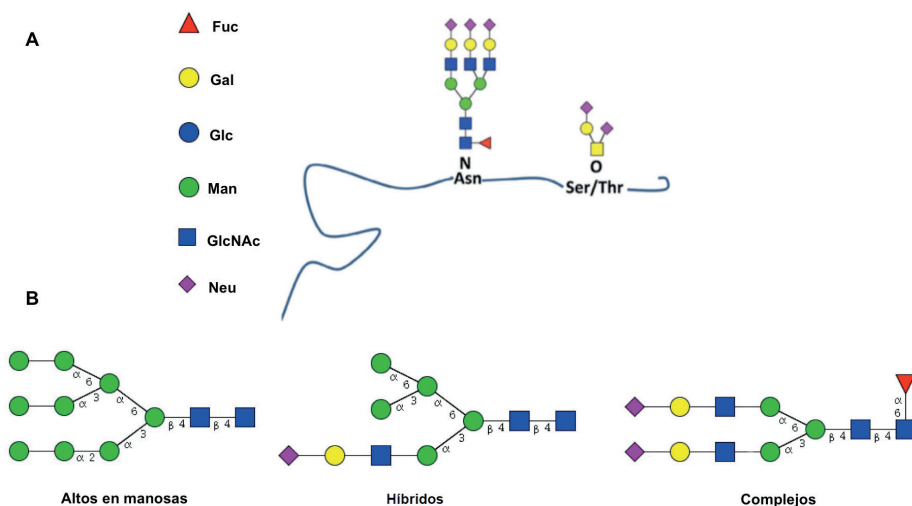 A
Fuc
Gal
Glc
Man
GlcNAc
Neu
N
Asn
O
Ser/Thr
B
α 6
α 3
α 2
α 6
α 3
β 4
β 4
Altos en manosas
α 6
α 3
α 6
α 3
β 4
β 4
Híbridos
α 6
α 3
β 4
β 4
α 6
Complejos